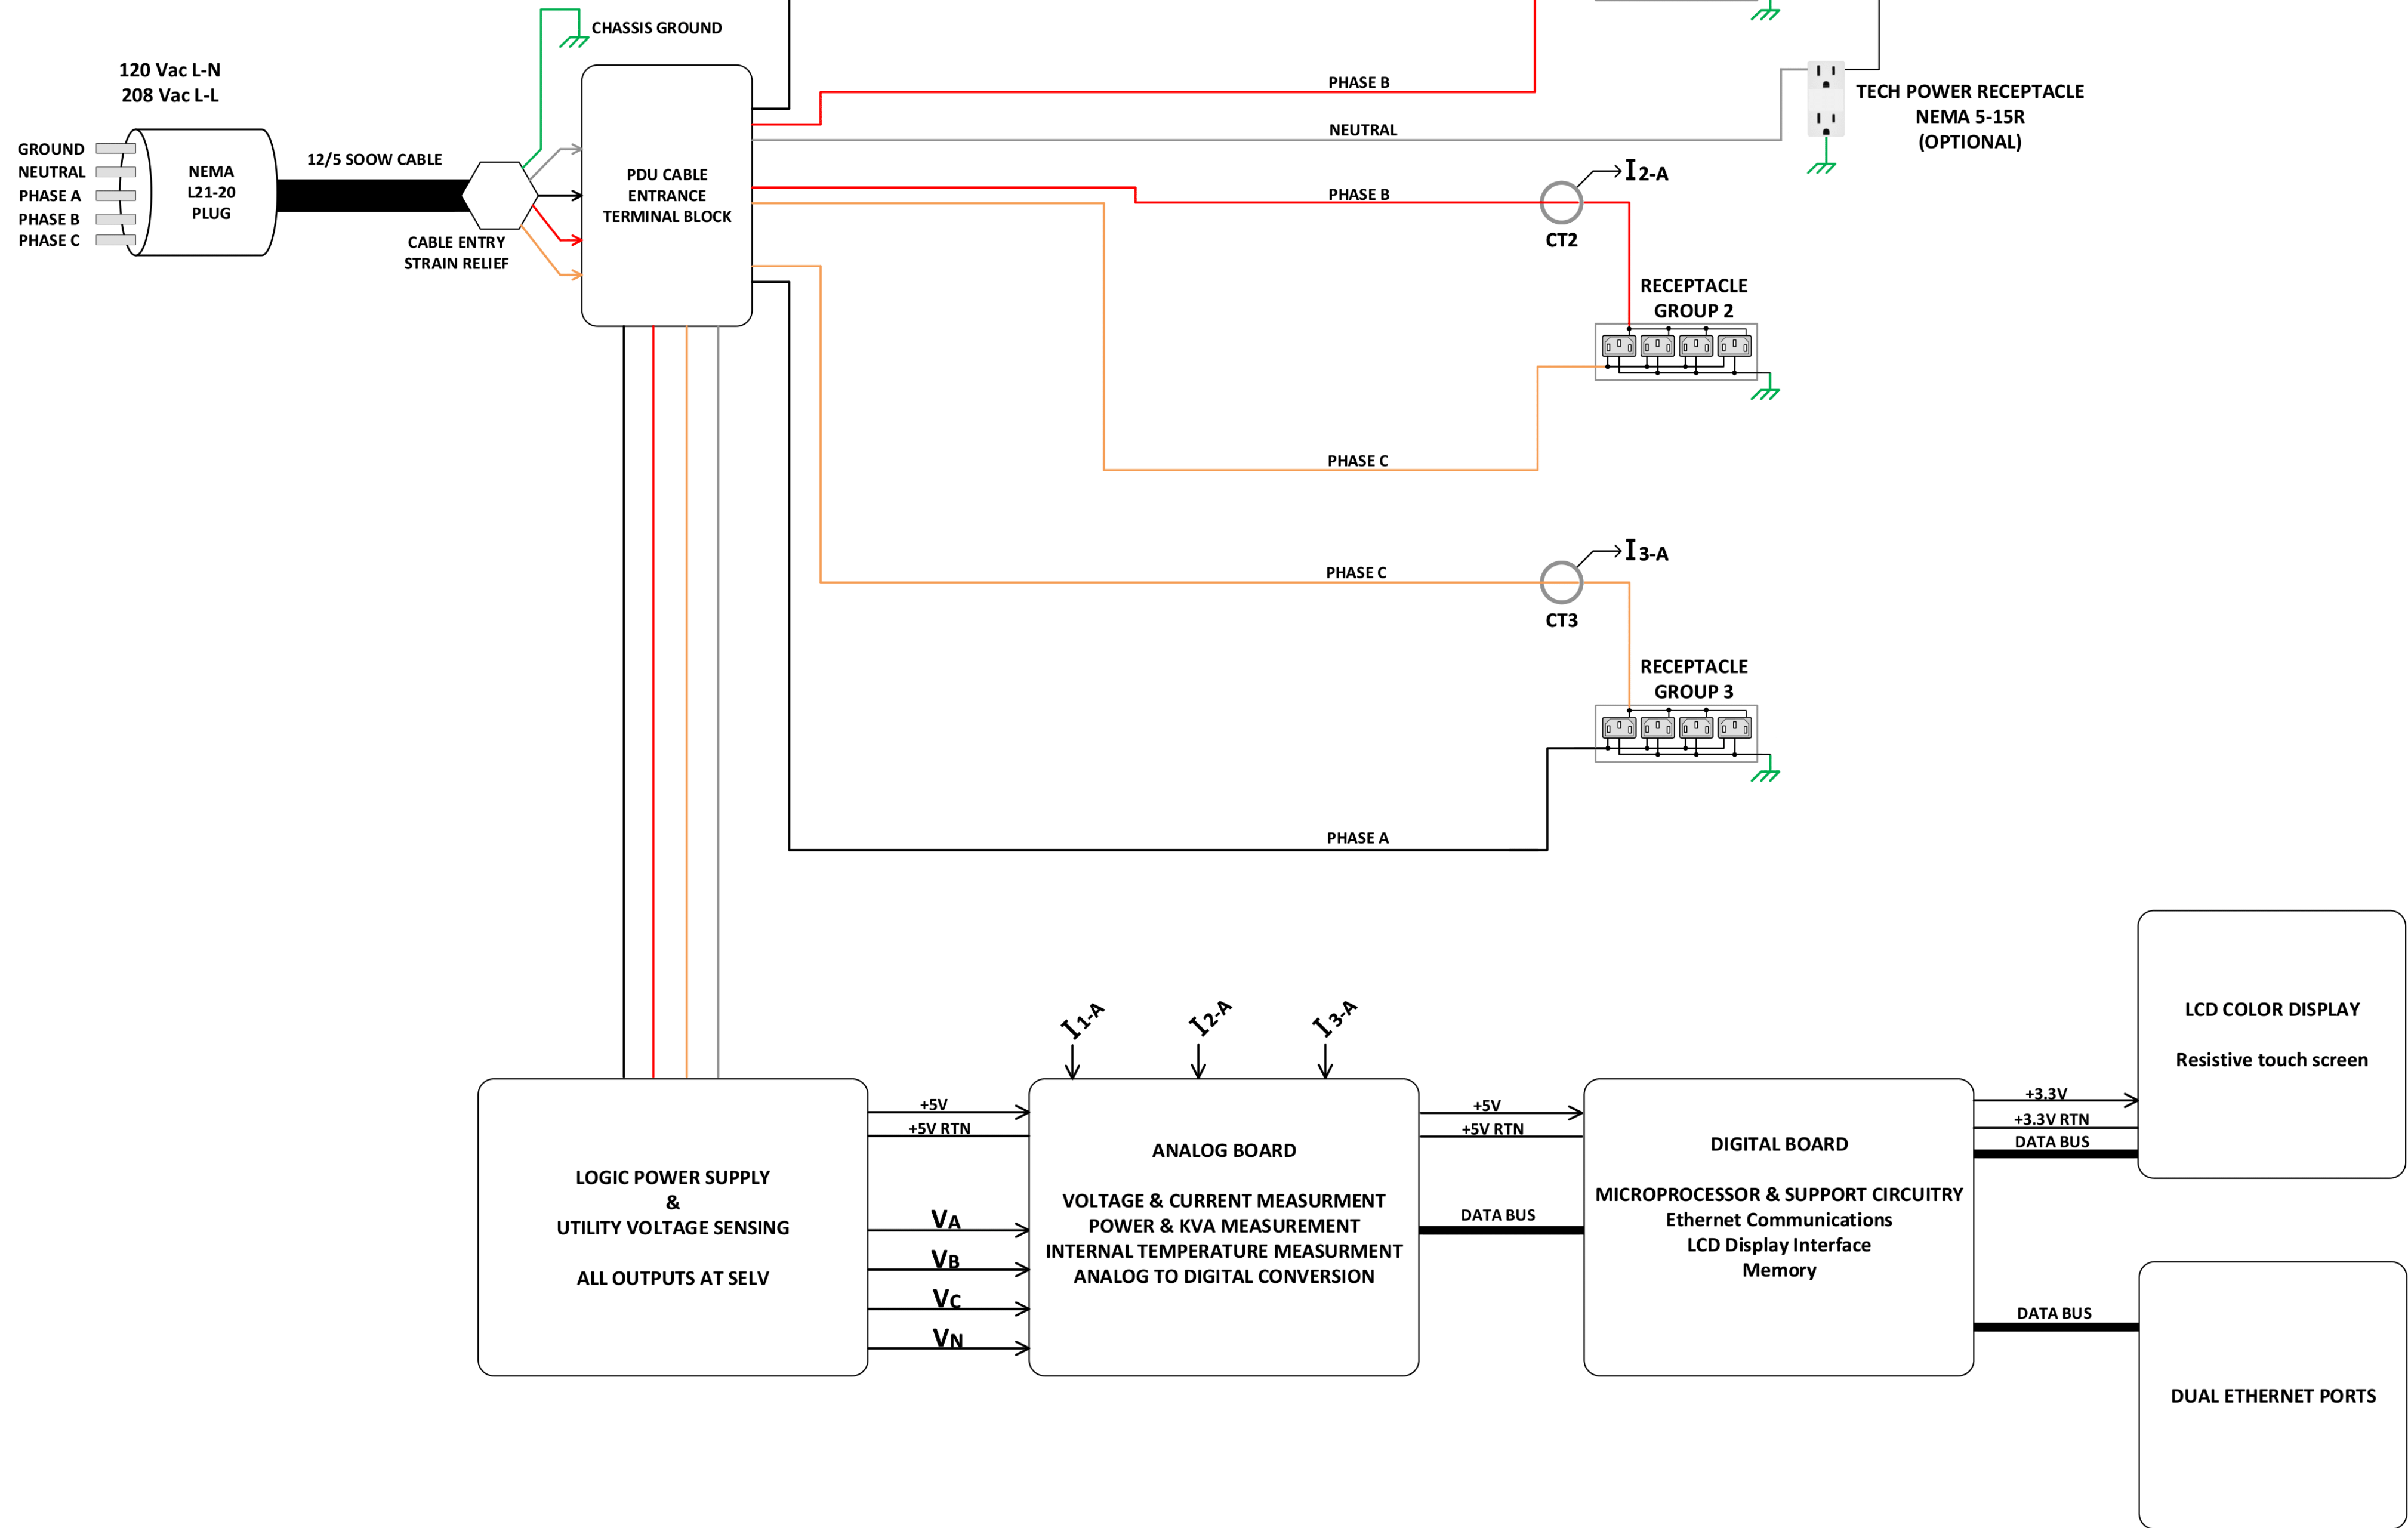 CHASSIS GROUND
120 Vac L-N
208 Vac L-L
GROUND
NEUTRAL
PHASE A
PHASE B
PHASE C
NEMA
L21-20
PLUG
12/5 SOOW CABLE
CABLE ENTRY
STRAIN RELIEF
PDU CABLE
ENTRANCE
TERMINAL BLOCK
PHASE B
NEUTRAL
TECH POWER RECEPTACLE
NEMA 5-15R
(OPTIONAL)
PHASE B
I2-A
CT2
RECEPTACLE
GROUP 2
PHASE C
PHASE C
I3-A
CT3
RECEPTACLE
GROUP 3
PHASE A
I1-A
I2-A
I3-A
LOGIC POWER SUPPLY
&
UTILITY VOLTAGE SENSING
ALL OUTPUTS AT SELV
+5V
+5V RTN
VA
VB
VC
VN
ANALOG BOARD
VOLTAGE & CURRENT MEASURMENT
POWER & KVA MEASUREMENT
INTERNAL TEMPERATURE MEASURMENT
ANALOG TO DIGITAL CONVERSION
+5V
+5V RTN
DATA BUS
DIGITAL BOARD
MICROPROCESSOR & SUPPORT CIRCUITRY
Ethernet Communications
LCD Display Interface
Memory
+3.3V
+3.3V RTN
DATA BUS
LCD COLOR DISPLAY
Resistive touch screen
DATA BUS
DUAL ETHERNET PORTS